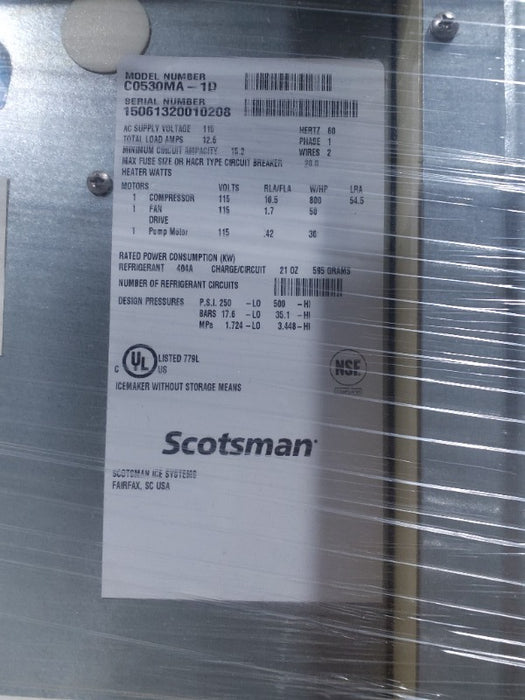 MODEL NUMBER
C0530MA - 1D
SERIAL NUMBER
15061320010208
AC SUPPLY VOLTAGE 115 HERTZ 60
TOTAL LOAD AMPS 12.6 PHASE 1
MINIMUM CIRCUIT AMPACITY 15.2 WIRES 2
MAX FUSE SIZE OR HACR TYPE CIRCUIT BREAKER 20.0
HEATER WATTS
MOTORS VOLTS RLA/FLA W/HP LRA
1 COMPRESSOR 115 10.5 800 54.5
1 FAN 115 1.7 50
DRIVE
1 Pump Motor 115 .42 36
RATED POWER CONSUMPTION (KW)
REFRIGERANT 404A CHARGE/CIRCUIT 21 OZ 595 GRAMS
NUMBER OF REFRIGERANT CIRCUITS
DESIGN PRESSURES P.S.I. 250 -LO 500 -HI
BARS 17.6 -LO 35.1 -HI
MPa 1.724 -LO 3.448 -HI
C UL US LISTED 779L
NSF
ICEMAKER WITHOUT STORAGE MEANS
Scotsman
SCOTSMAN ICE SYSTEMS
FAIRFAX, SC USA